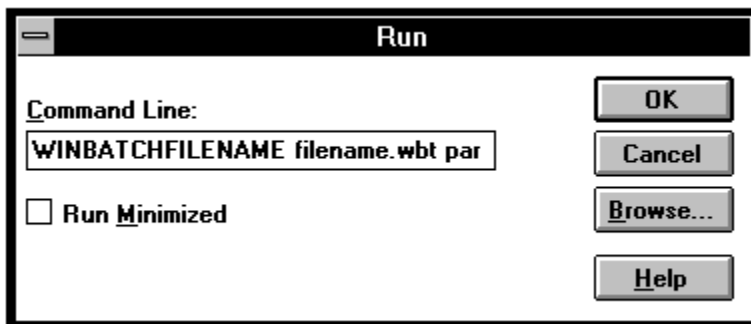 Run
Command Line:
OK
WINBATCHFILENAME filename.wbt par
Cancel
Run Minimized
Browse...
Help